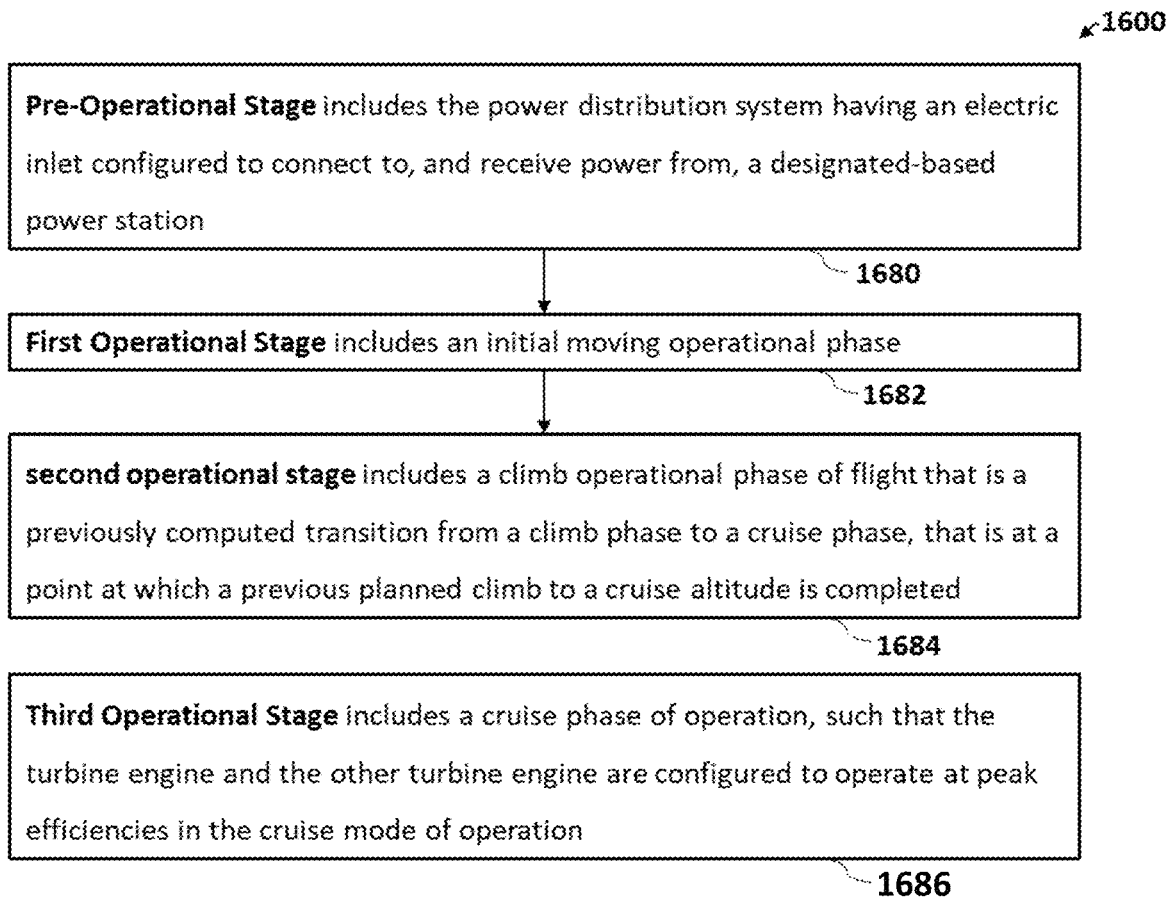 1600
Pre-Operational Stage includes the power distribution system having an electric
inlet configured to connect to, and receive power from, a designated-based
power station
1680
First Operational Stage includes an initial moving operational phase
1682
second operational stage includes a climb operational phase of flight that is a
previously computed transition from a climb phase to a cruise phase, that is at a
point at which a previous planned climb to a cruise altitude is completed
1684
Third Operational Stage includes a cruise phase of operation, such that the
turbine engine and the other turbine engine are configured to operate at peak
efficiencies in the cruise mode of operation
1686